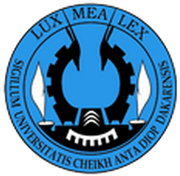 LUX MEA LEX
SIGILLUM UNIVERSITATIS CHEIKH ANTA DIOP DAKARENSIS